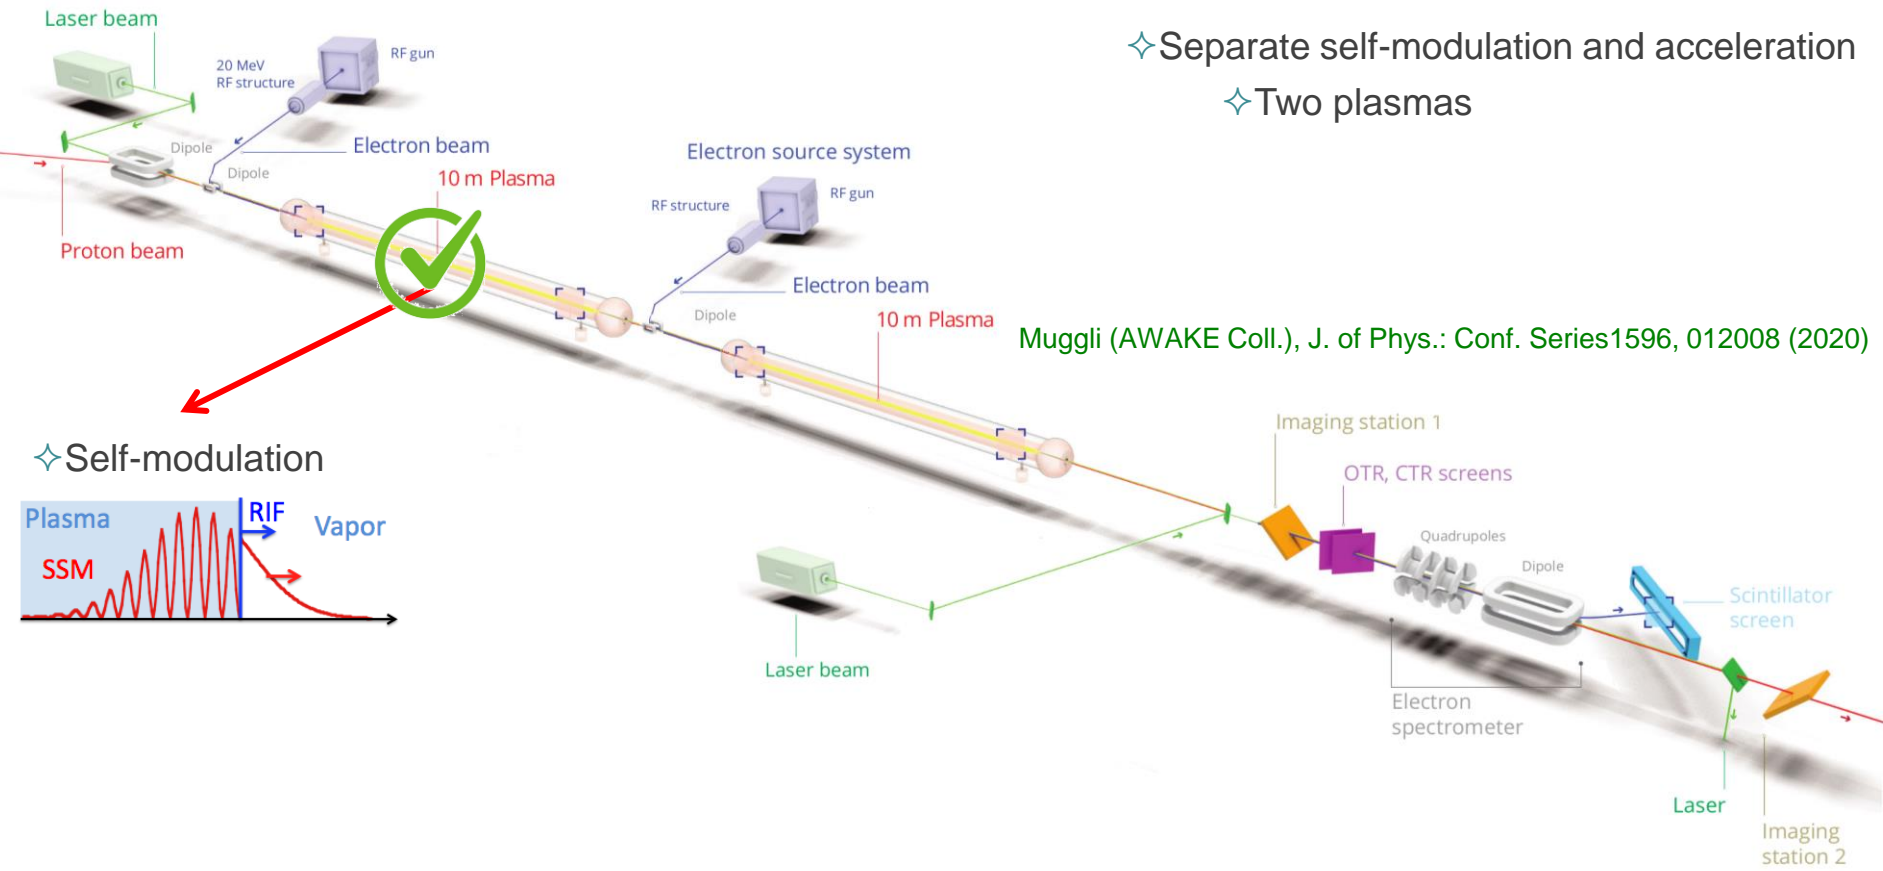 Laser beam
20 MeV
RF structure
RF gun
✧Separate self-modulation and acceleration
✧Two plasmas
Dipole
Electron beam
Dipole
10 m Plasma
Proton beam
Electron source system
RF structure
RF gun
Electron beam
Dipole
10 m Plasma
Muggli (AWAKE Coll.), J. of Phys.: Conf. Series1596, 012008 (2020)
✧Self-modulation
Plasma
RIF
Vapor
SSM
Imaging station 1
OTR, CTR screens
Quadrupoles
Dipole
Scintillator
screen
Laser beam
Electron
spectrometer
Laser
Imaging
station 2